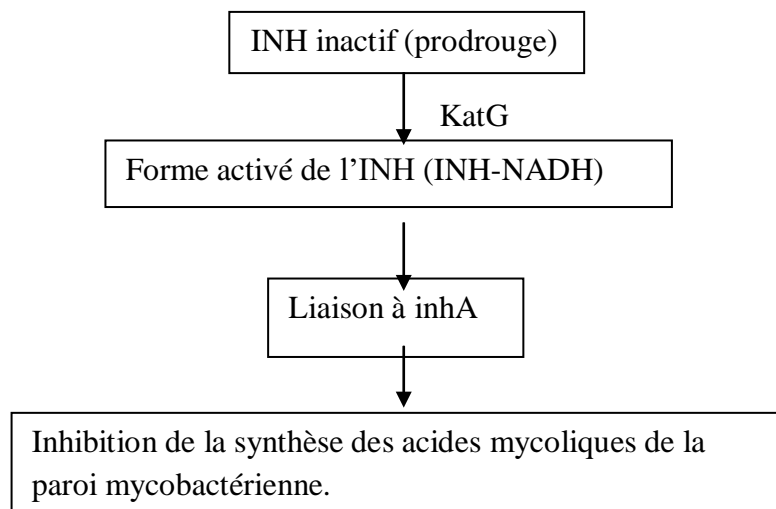 INH inactif (prodrouge)
KatG
Forme activé de l’INH (INH-NADH)
Liaison à inhA
Inhibition de la synthèse des acides mycoliques de la
paroi mycobactérienne.